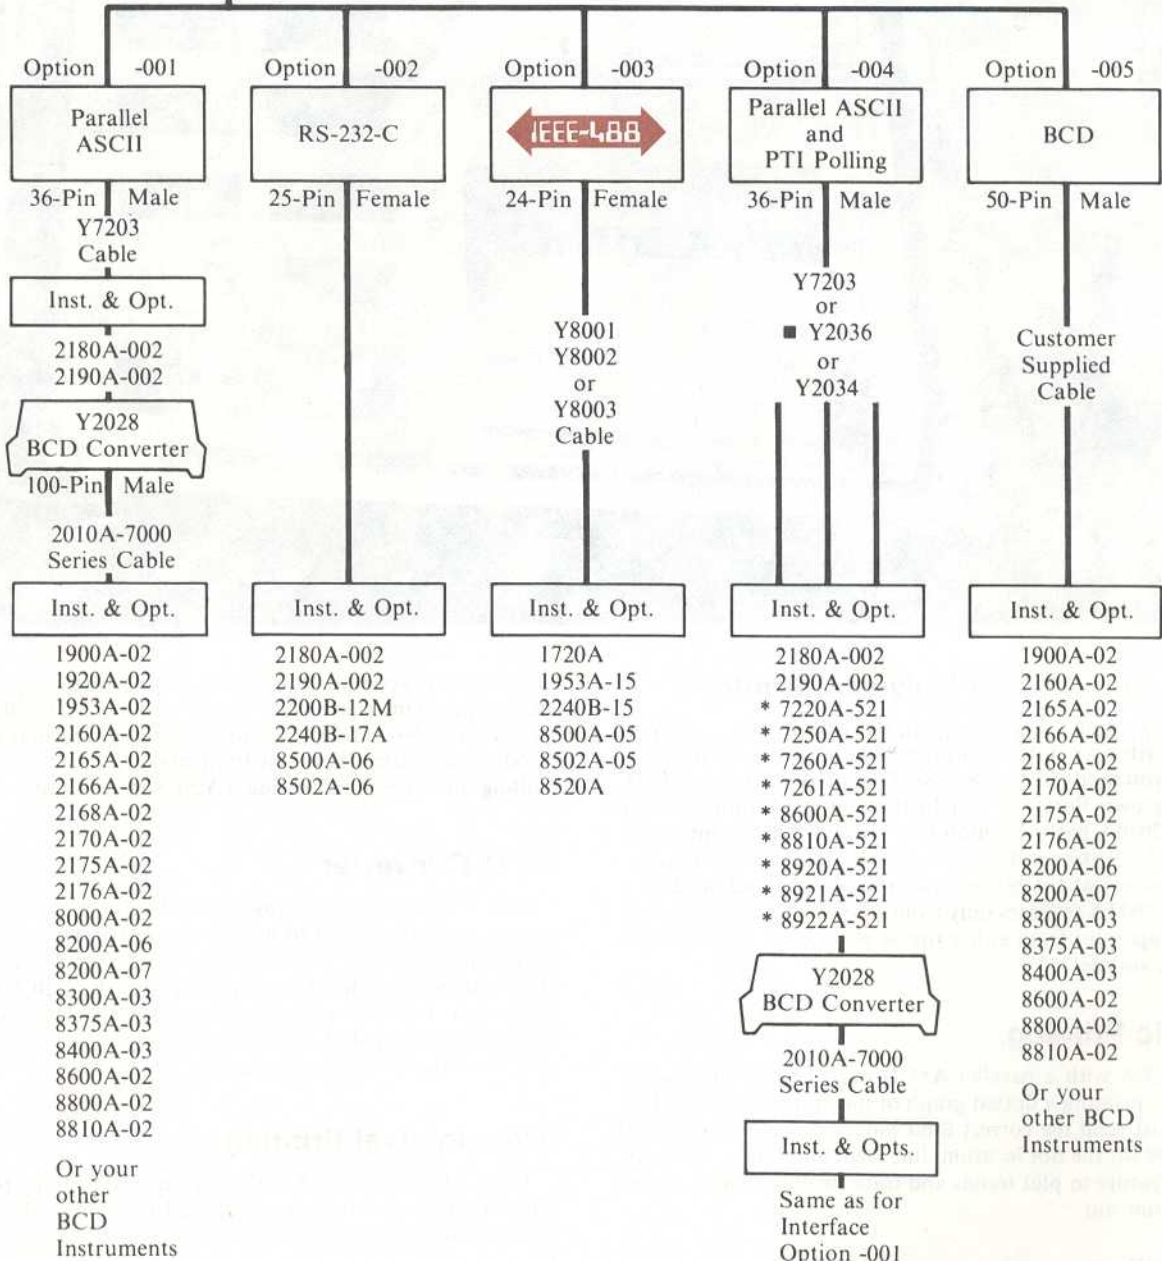 Option -001
Parallel
ASCII
36-Pin Male
Y7203
Cable
Inst. & Opt.
2180A-002
2190A-002
Y2028
BCD Converter
100-Pin Male
2010A-7000
Series Cable
Inst. & Opt.
1900A-02
1920A-02
1953A-02
2160A-02
2165A-02
2166A-02
2168A-02
2170A-02
2175A-02
2176A-02
8000A-02
8200A-06
8200A-07
8300A-03
8375A-03
8400A-03
8600A-02
8800A-02
8810A-02
Or your
other
BCD
Instruments
Option -002
RS-232-C
25-Pin Female
Inst. & Opt.
2180A-002
2190A-002
2200B-12M
2240B-17A
8500A-06
8502A-06
Option -003
IEEE-488
24-Pin Female
Y8001
Y8002
or
Y8003
Cable
Inst. & Opt.
1720A
1953A-15
2240B-15
8500A-05
8502A-05
8520A
Option -004
Parallel ASCII
and
PTI Polling
36-Pin Male
Y7203
or
■ Y2036
or
Y2034
Inst. & Opt.
2180A-002
2190A-002
* 7220A-521
* 7250A-521
* 7260A-521
* 7261A-521
* 8600A-521
* 8810A-521
* 8920A-521
* 8921A-521
* 8922A-521
Y2028
BCD Converter
2010A-7000
Series Cable
Inst. & Opts.
Same as for
Interface
Option -001
Option -005
BCD
50-Pin Male
Customer
Supplied
Cable
Inst. & Opt.
1900A-02
2160A-02
2165A-02
2166A-02
2168A-02
2170A-02
2175A-02
2176A-02
8200A-06
8200A-07
8300A-03
8375A-03
8400A-03
8600A-02
8800A-02
8810A-02
Or your
other BCD
Instruments